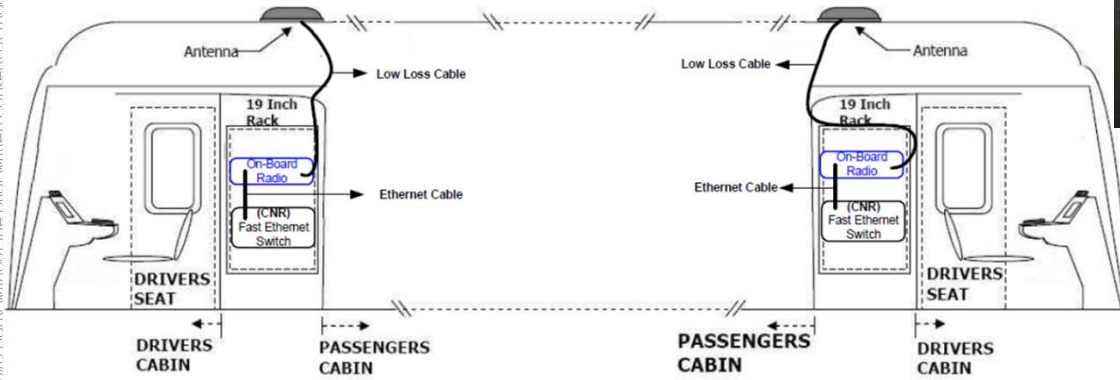 Antenna
Low Loss Cable
19 Inch
Rack
On-Board
Radio
Ethernet Cable
(CNR)
Fast Ethernet
Switch
DRIVERS
SEAT
DRIVERS
CABIN
PASSENGERS
CABIN
Antenna
Low Loss Cable
19 Inch
Rack
On-Board
Radio
Ethernet Cable
(CNR)
Fast Ethernet
Switch
DRIVERS
SEAT
PASSENGERS
CABIN
DRIVERS
CABIN